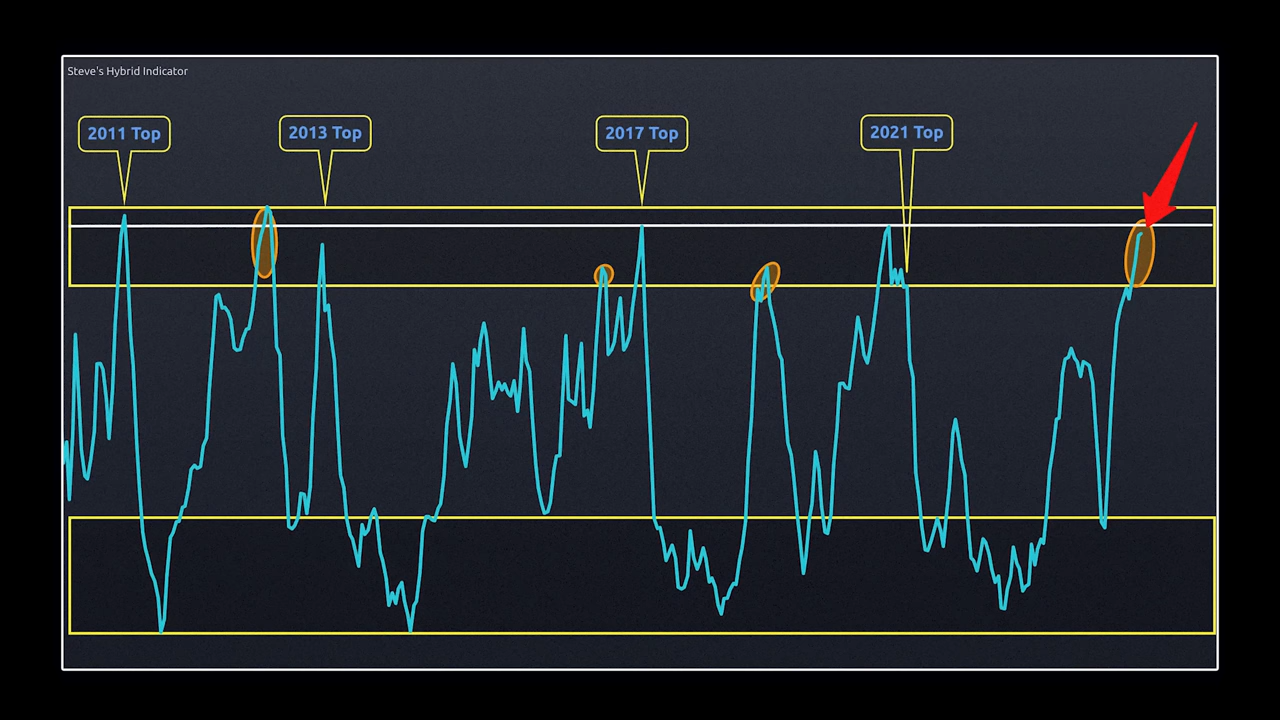 Steve's Hybrid Indicator
2011 Top
2013 Top
2017 Top
2021 Top